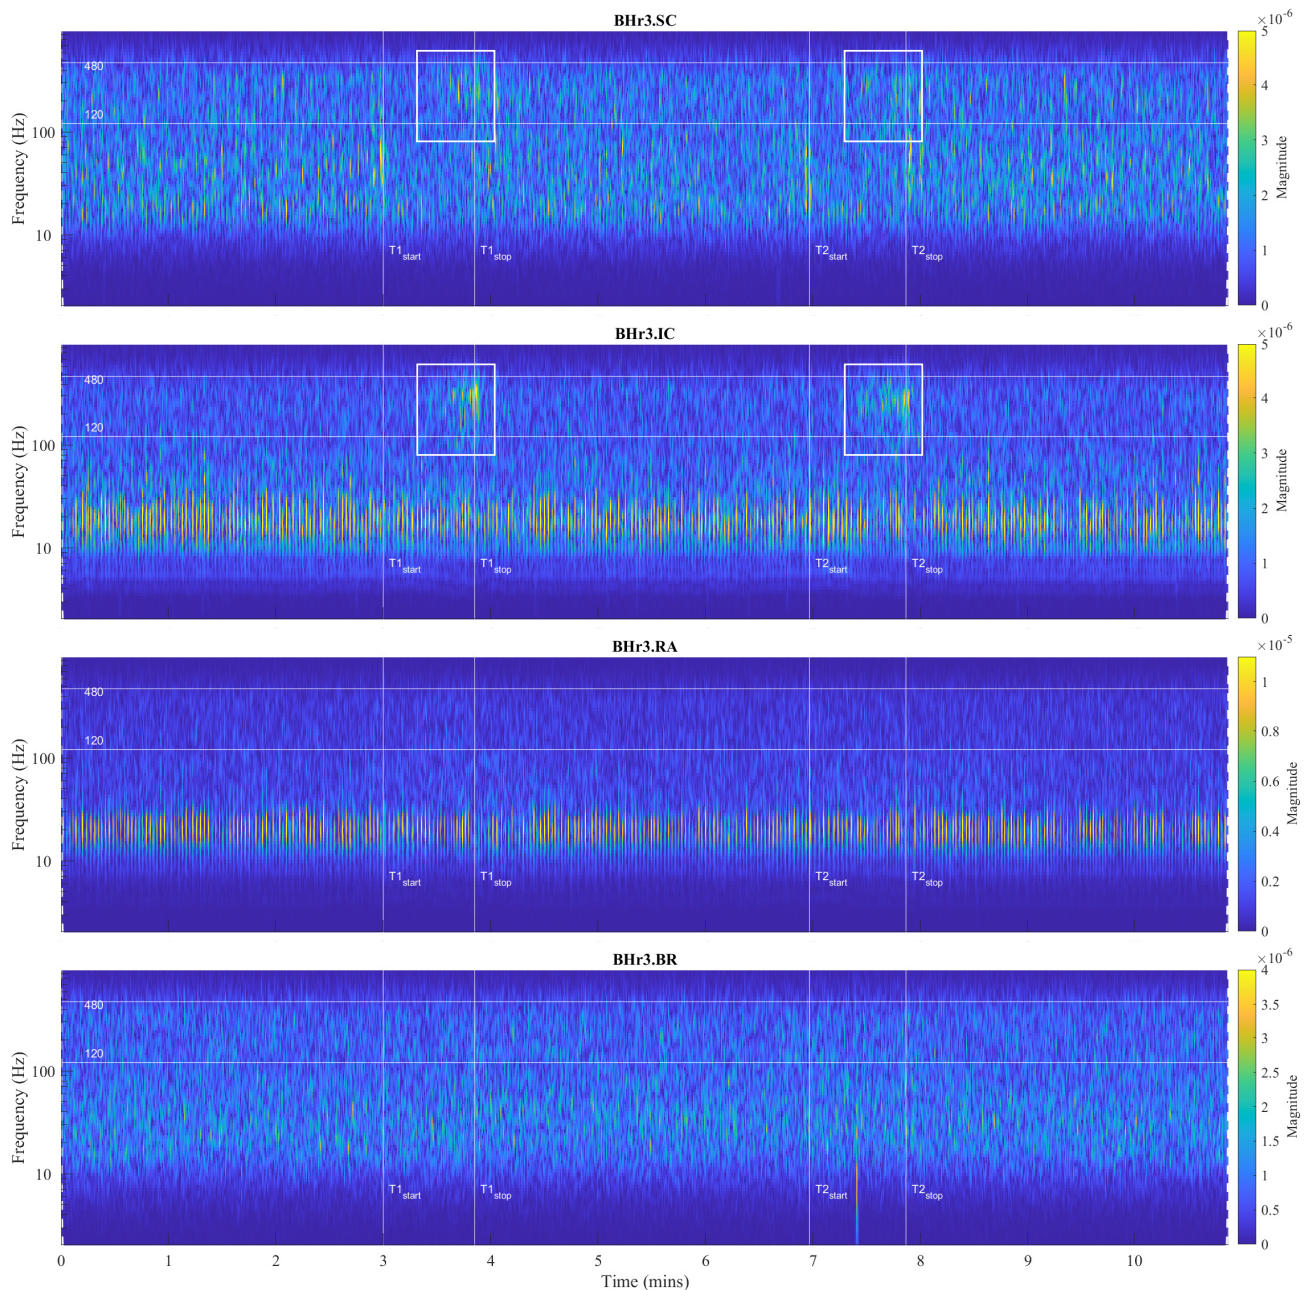 BHr3.SC
×10-6
480
120
100
10
Frequency (Hz)
T1start
T1stop
T2start
T2stop
5
4
3
2
1
0
Magnitude
BHr3.IC
×10-6
480
120
100
10
Frequency (Hz)
T1start
T1stop
T2start
T2stop
5
4
3
2
1
0
Magnitude
BHr3.RA
×10-5
480
120
100
10
Frequency (Hz)
T1start
T1stop
T2start
T2stop
1
0.8
0.6
0.4
0.2
0
Magnitude
BHr3.BR
×10-6
480
120
100
10
Frequency (Hz)
T1start
T1stop
T2start
T2stop
4
3.5
3
2.5
2
1.5
1
0.5
0
Magnitude
0 1 2 3 4 5 6 7 8 9 10
Time (mins)